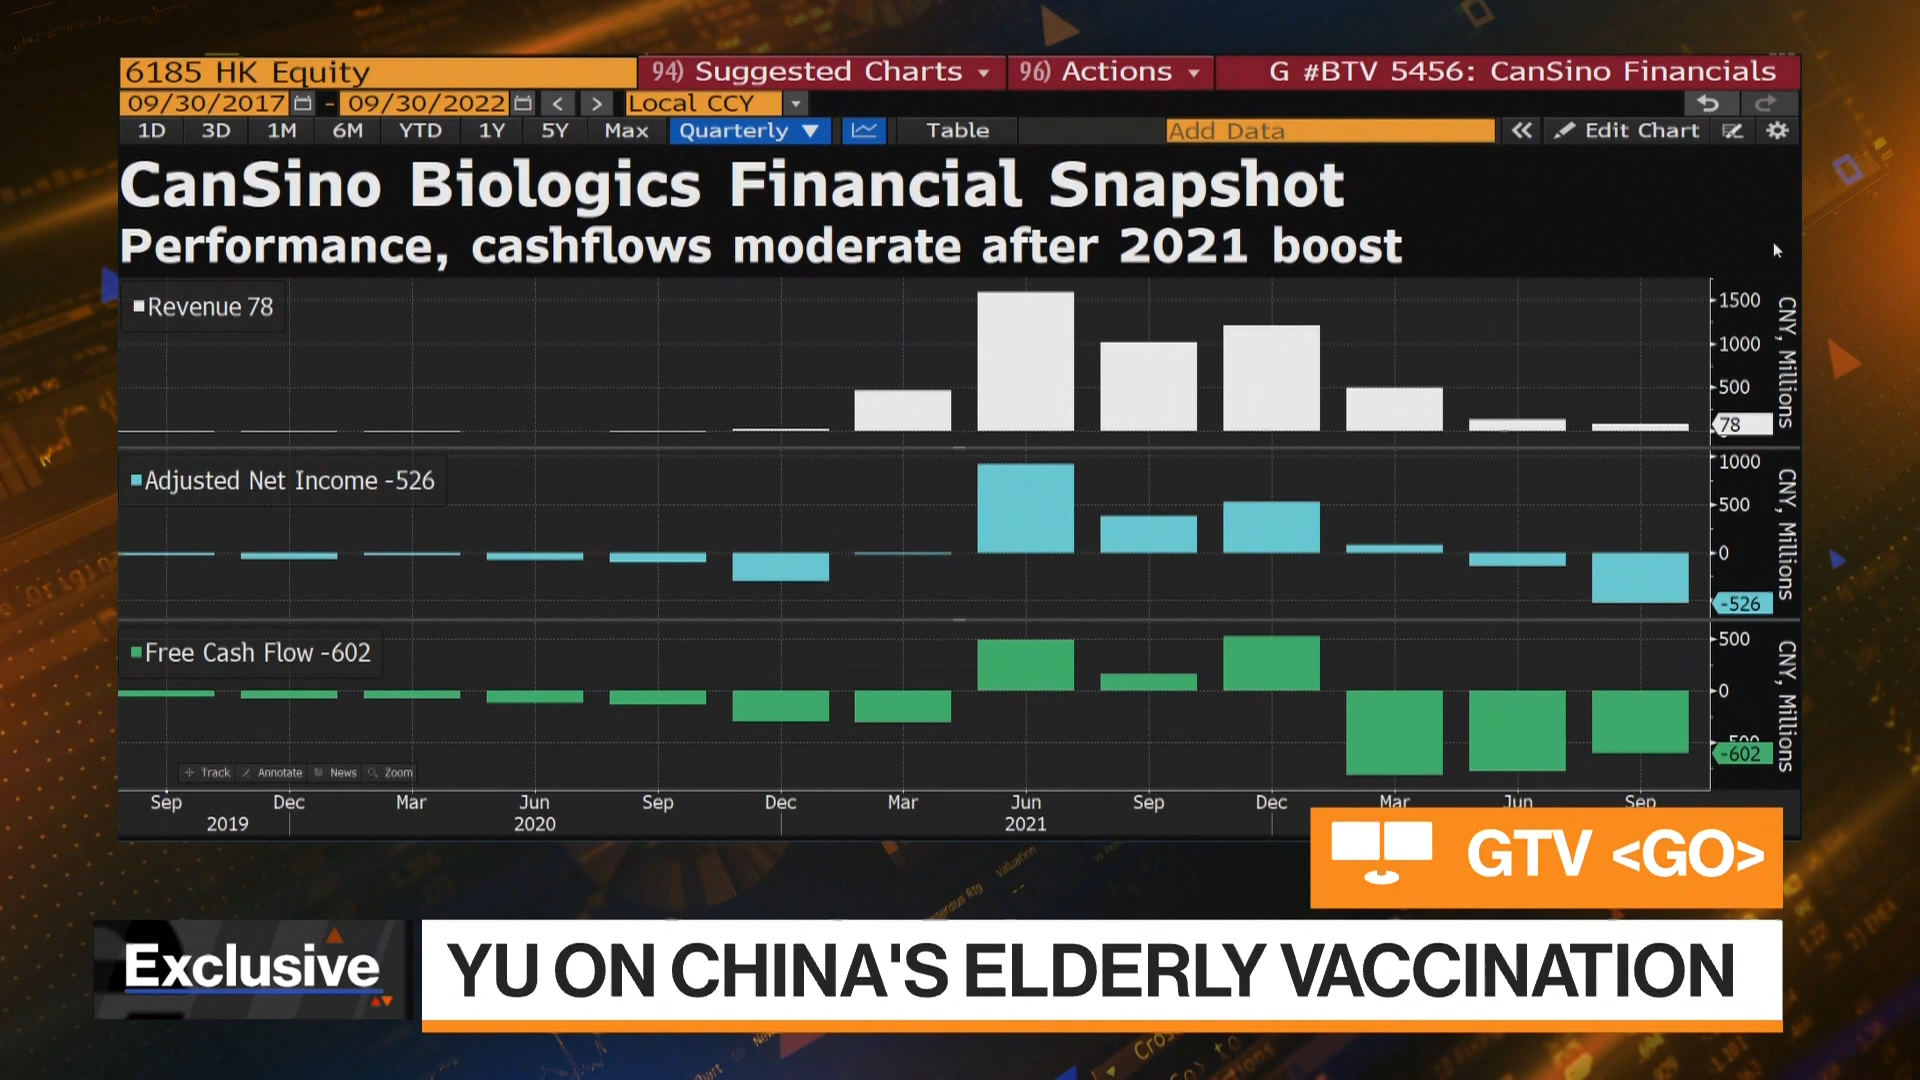 6185 HK Equity 94) Suggested Charts 96) Actions G #BTV 5456: CanSino Financials
09/30/2017 - 09/30/2022 < > Local CCY
1D 3D 1M 6M YTD 1Y 5Y Max Quarterly Table Add Data Edit Chart
CanSino Biologics Financial Snapshot
Performance, cashflows moderate after 2021 boost
Revenue 78
1500
1000
500
78
CNY, Millions
Adjusted Net Income -526
1000
500
0
-526
CNY, Millions
Free Cash Flow -602
500
0
-602
CNY, Millions
Track Annotate News Zoom
Sep Dec Mar Jun Sep Dec Mar Jun Sep Dec Mar Jun Sep
2019 2020 2021
GTV <GO>
Exclusive
YU ON CHINA'S ELDERLY VACCINATION